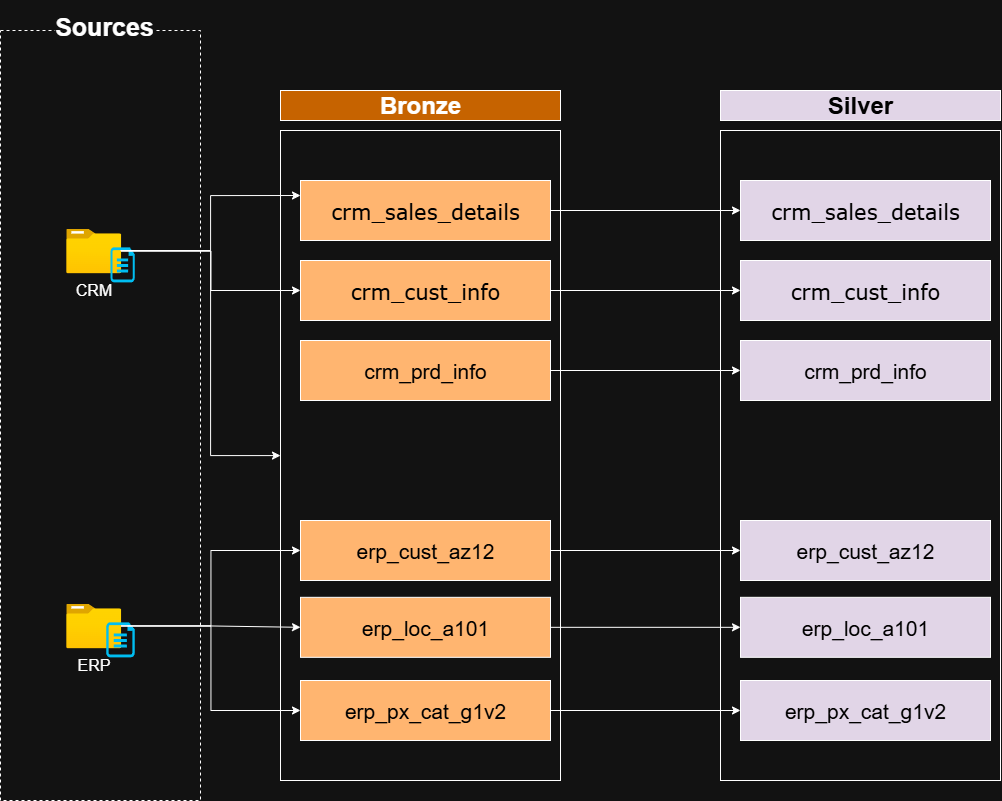 Sources
Bronze
Silver
crm_sales_details
crm_sales_details
CRM
crm_cust_info
crm_cust_info
crm_prd_info
crm_prd_info
erp_cust_az12
erp_cust_az12
erp_loc_a101
erp_loc_a101
ERP
erp_px_cat_g1v2
erp_px_cat_g1v2